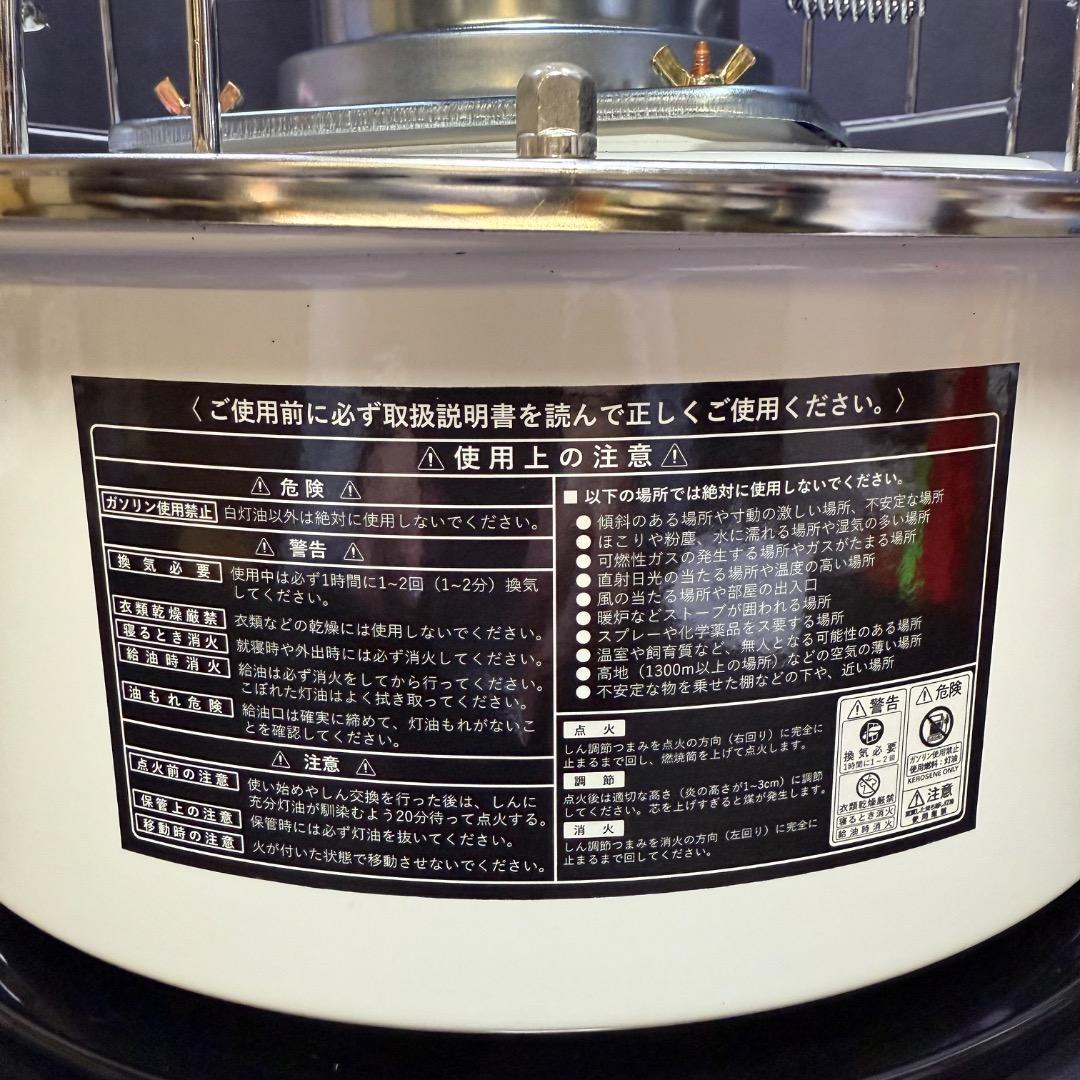 〈ご使用前に必ず取扱説明書を読んで正しくご使用ください。〉
⚠使用上の注意⚠
⚠ 危険 ⚠
ガソリン使用禁止 白灯油以外は絶対に使用しないでください。
⚠ 警告 ⚠
換気必要 使用中は必ず1時間に1~2回（1~2分）換気
してください。
衣類乾燥厳禁 衣類などの乾燥には使用しないでください。
寝るとき消火 就寝時や外出時には必ず消火してください。
給油時消火 給油は必ず消火をしてから行ってください。
こぼれた灯油はよく拭き取ってください。
油もれ危険 給油口は確実に締めて、灯油もれがないこ
とを確認してください。
⚠ 注意 ⚠
点火前の注意 使い始めやしん交換を行った後は、しんに
充分灯油が馴染むよう20分待って点火する。
保管上の注意 保管時には必ず灯油を抜いてください。
移動時の注意 火が付いた状態で移動させないでください。
■ 以下の場所では絶対に使用しないでください。
● 傾斜のある場所や寸動の激しい場所、不安定な場所
● ほこりや粉塵、水に濡れる場所や湿気の多い場所
● 可燃性ガスの発生する場所やガスがたまる場所
● 直射日光の当たる場所や温度の高い場所
● 風の当たる場所や部屋の出入口
● 暖炉などストーブが囲われる場所
● スプレーや化学薬品をス要する場所
● 温室や飼育質など、無人となる可能性のある場所
● 高地（1300m以上の場所）などの空気の薄い場所
● 不安定な物を乗せた棚などの下や、近い場所
点火
しん調節つまみを点火の方向（右回り）に完全に
止まるまで回し、燃焼筒を上げて点火します。
調節
点火後は適切な高さ（炎の高さが1~3cm）に調節
してください。芯を上げすぎると煤が発生します。
消火
しん調節つまみを消火の方向（左回り）に完全に
止まるまで回してください。
⚠警告
換気必要
1時間に1~2回
衣類乾燥厳禁
寝るとき消火
給油時消火
⚠危険
ガソリン使用禁止
使用燃料：灯油
KEROSENE ONLY
⚠注意